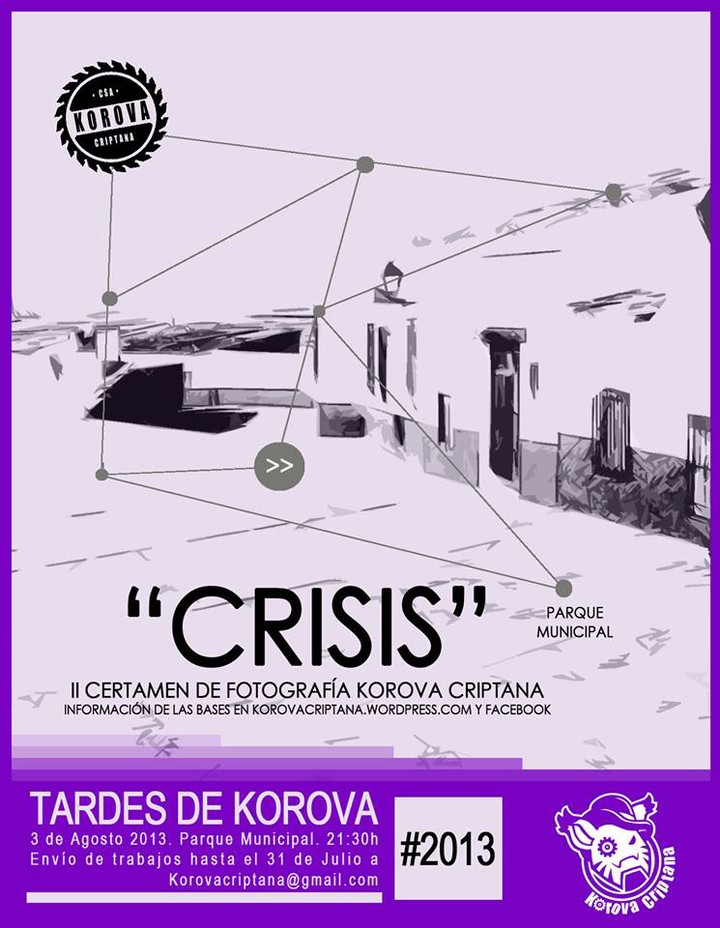 · CSA ·
KOROVA
CRIPTANA
>>
“CRISIS”
PARQUE
MUNICIPAL
II CERTAMEN DE FOTOGRAFÍA KOROVA CRIPTANA
INFORMACIÓN DE LAS BASES EN KOROVACRIPTANA.WORDPRESS.COM Y FACEBOOK
TARDES DE KOROVA
3 de Agosto 2013. Parque Municipal. 21:30h
Envío de trabajos hasta el 31 de Julio a
Korovacriptana@gmail.com
#2013
Korova Criptana